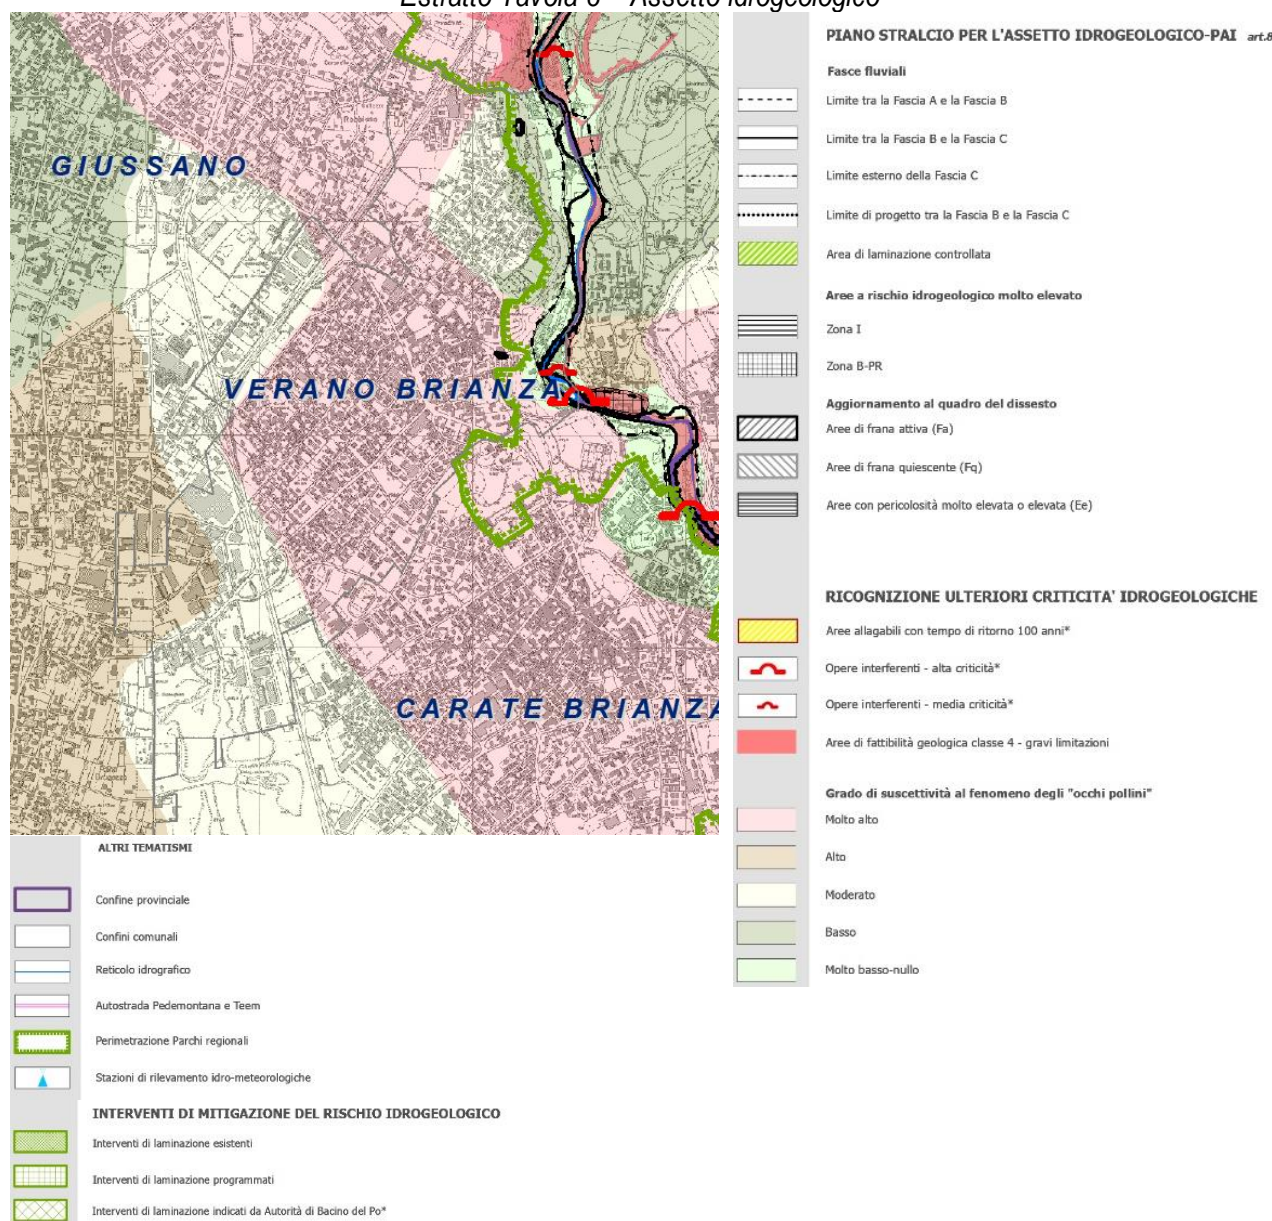 Estratto Tavola 8 – Assetto idrogeologico
GIUSSANO
VERANO BRIANZA
CARATE BRIANZA
PIANO STRALCIO PER L'ASSETTO IDROGEOLOGICO-PAI art.8
Fasce fluviali
Limite tra la Fascia A e la Fascia B
Limite tra la Fascia B e la Fascia C
Limite esterno della Fascia C
Limite di progetto tra la Fascia B e la Fascia C
Area di laminazione controllata
Aree a rischio idrogeologico molto elevato
Zona I
Zona B-PR
Aggiornamento al quadro del dissesto
Aree di frana attiva (Fa)
Aree di frana quiescente (Fq)
Aree con pericolosità molto elevata o elevata (Ee)
RICOGNIZIONE ULTERIORI CRITICITA' IDROGEOLOGICHE
Aree allagabili con tempo di ritorno 100 anni*
Opere interferenti - alta criticità*
Opere interferenti - media criticità*
Aree di fattibilità geologica classe 4 - gravi limitazioni
Grado di suscettività al fenomeno degli "occhi pollini"
Molto alto
Alto
Moderato
Basso
Molto basso-nullo
ALTRI TEMATISMI
Confine provinciale
Confini comunali
Reticolo idrografico
Autostrada Pedemontana e Teem
Perimetrazione Parchi regionali
Stazioni di rilevamento idro-meteorologiche
INTERVENTI DI MITIGAZIONE DEL RISCHIO IDROGEOLOGICO
Interventi di laminazione esistenti
Interventi di laminazione programmati
Interventi di laminazione indicati da Autorità di Bacino del Po*